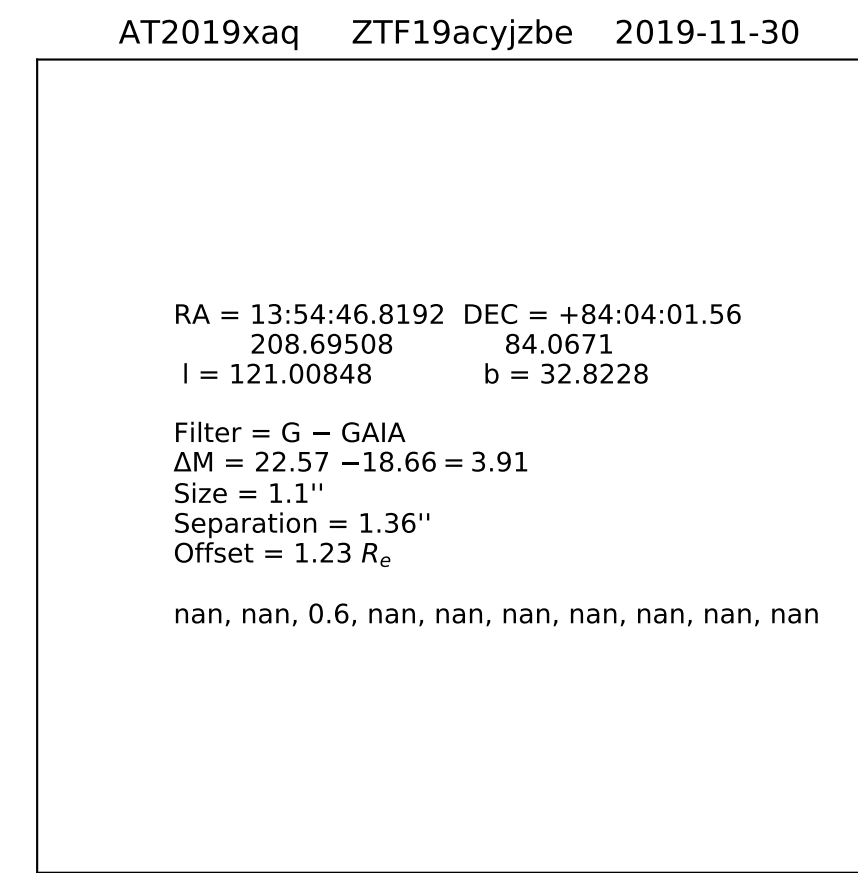 AT2019xaq ZTF19acyjzbe 2019-11-30
RA = 13:54:46.8192 DEC = +84:04:01.56
208.69508 84.0671
l = 121.00848 b = 32.8228
Filter = G − GAIA
ΔM = 22.57 −18.66 = 3.91
Size = 1.1''
Separation = 1.36''
Offset = 1.23 Re
nan, nan, 0.6, nan, nan, nan, nan, nan, nan, nan